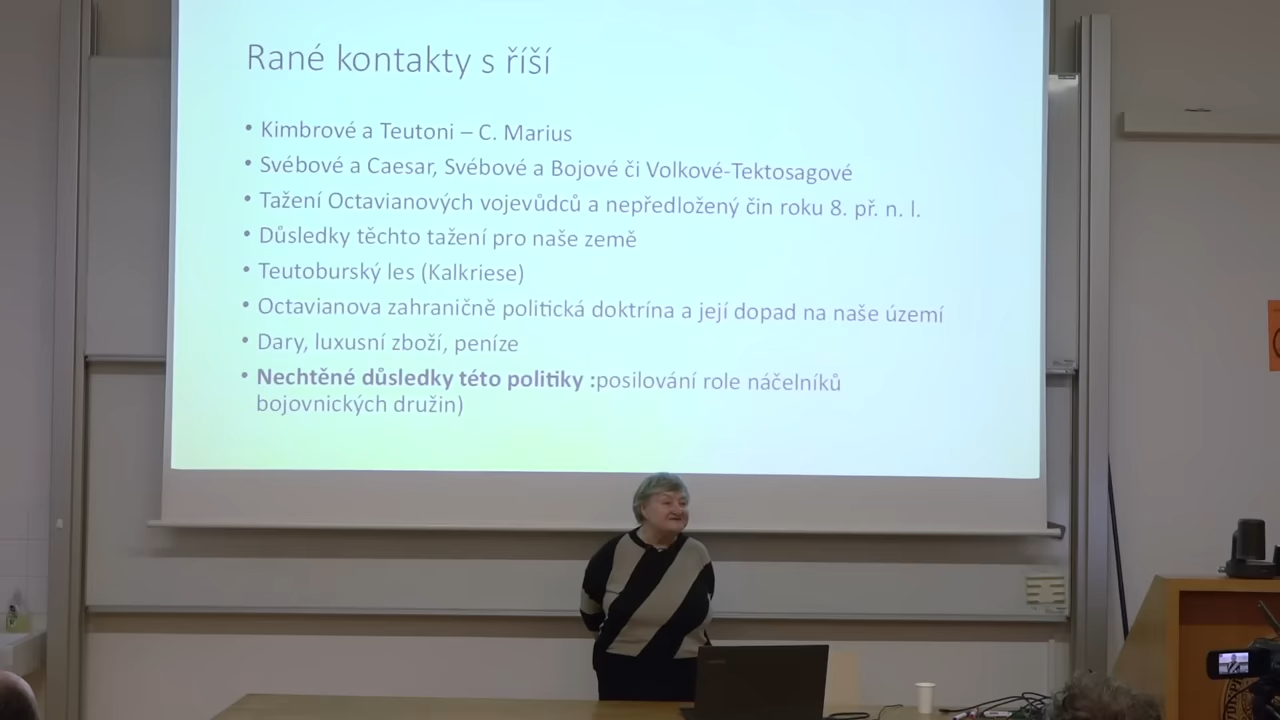 Rané kontakty s říší
• Kimbrové a Teutoni – C. Marius
• Svébové a Caesar, Svébové a Bojové či Volkové-Tektosagové
• Tažení Octavianových vojevůdců a nepředložený čin roku 8. př. n. l.
• Důsledky těchto tažení pro naše země
• Teutoburský les (Kalkriese)
• Octavianova zahraničně politická doktrína a její dopad na naše území
• Dary, luxusní zboží, peníze
• Nechtěné důsledky této politiky :posilování role náčelníků
bojovnických družin)